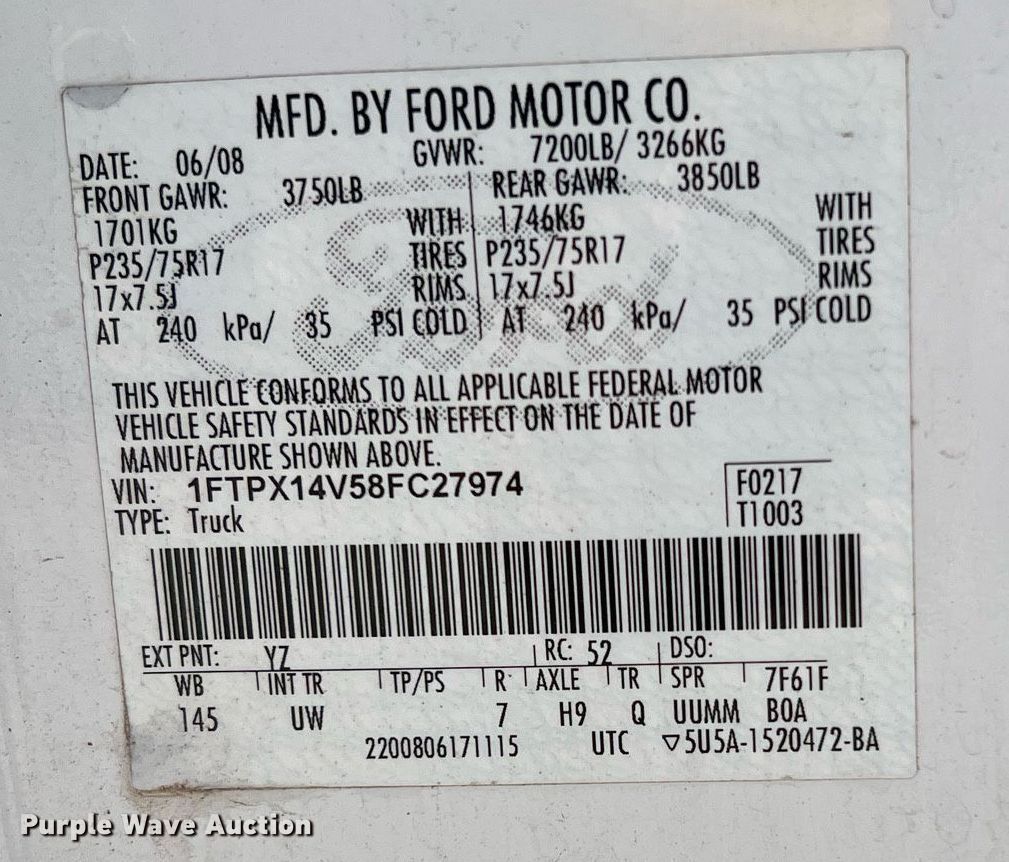 MFD. BY FORD MOTOR CO.
DATE: 06/08 GVWR: 7200LB/ 3266KG
FRONT GAWR: 3750LB REAR GAWR: 3850LB
1701KG WITH 1746KG WITH
P235/75R17 TIRES P235/75R17 TIRES
17x7.5J RIMS 17x7.5J RIMS
AT 240 kPa/ 35 PSI COLD AT 240 kPa/ 35 PSI COLD
Ford
THIS VEHICLE CONFORMS TO ALL APPLICABLE FEDERAL MOTOR
VEHICLE SAFETY STANDARDS IN EFFECT ON THE DATE OF
MANUFACTURE SHOWN ABOVE.
VIN: 1FTPX14V58FC27974 F0217
TYPE: Truck T1003
EXT PNT: YZ RC: 52 DSO:
WB INT TR TP/PS R AXLE TR SPR 7F61F
145 UW 7 H9 Q UUMM BOA
2200806171115 UTC ▽5U5A-1520472-BA
Purple Wave Auction